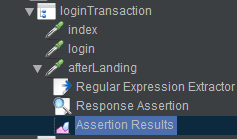 loginTransaction
index
login
afterLanding
Regular Expression Extractor
Response Assertion
Assertion Results